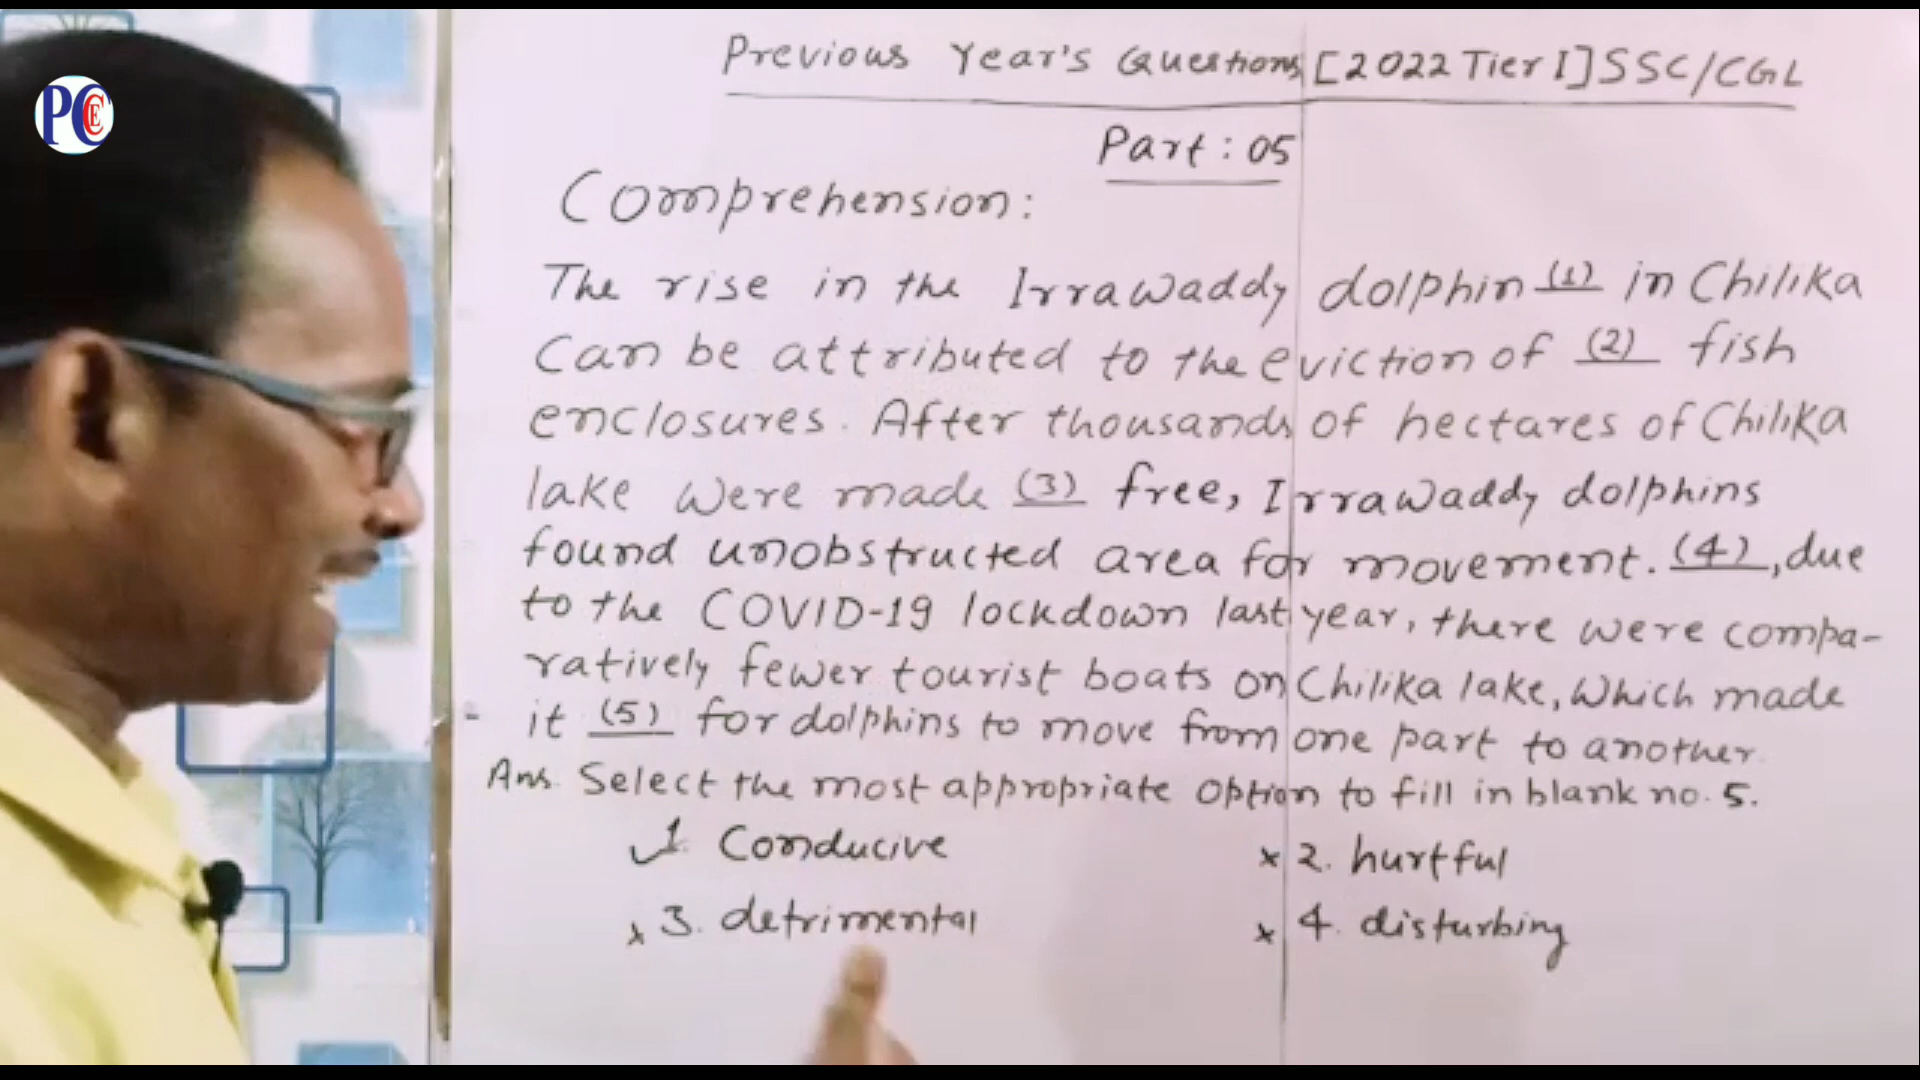 PCEC
Previous Year's Questions [2022 Tier I] SSC/CGL
Part: 05
Comprehension:
The rise in the Irrawaddy dolphin (1) in Chilika
Can be attributed to the eviction of (2) fish
enclosures. After thousands of hectares of Chilika
lake were made (3) free, Irrawaddy dolphins
found unobstructed area for movement. (4), due
to the COVID-19 lockdown last year, there were compa-
ratively fewer tourist boats on Chilika lake, which made
it (5) for dolphins to move from one part to another.
Ans. Select the most appropriate option to fill in blank no. 5.
✓1. Conducive × 2. hurtful
× 3. detrimental × 4. disturbing